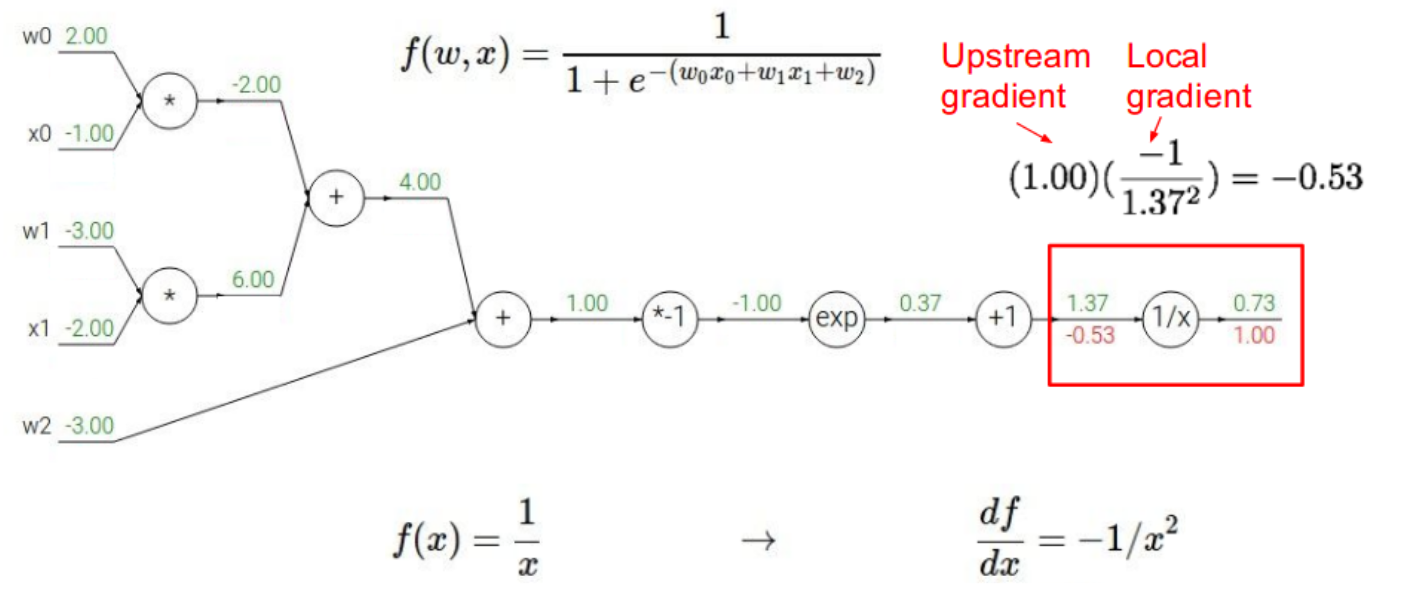 w0 2.00
x0 -1.00
*
-2.00
w1 -3.00
x1 -2.00
*
6.00
+
4.00
w2 -3.00
+
1.00
*-1
-1.00
exp
0.37
+1
1.37
-0.53
1/x
0.73
1.00
f(w, x) = \frac{1}{1 + e^{-(w_0x_0+w_1x_1+w_2)}}
Upstream gradient
Local gradient
(1.00)(\frac{-1}{1.37^2}) = -0.53
f(x) = \frac{1}{x} → \frac{df}{dx} = -1/x^2